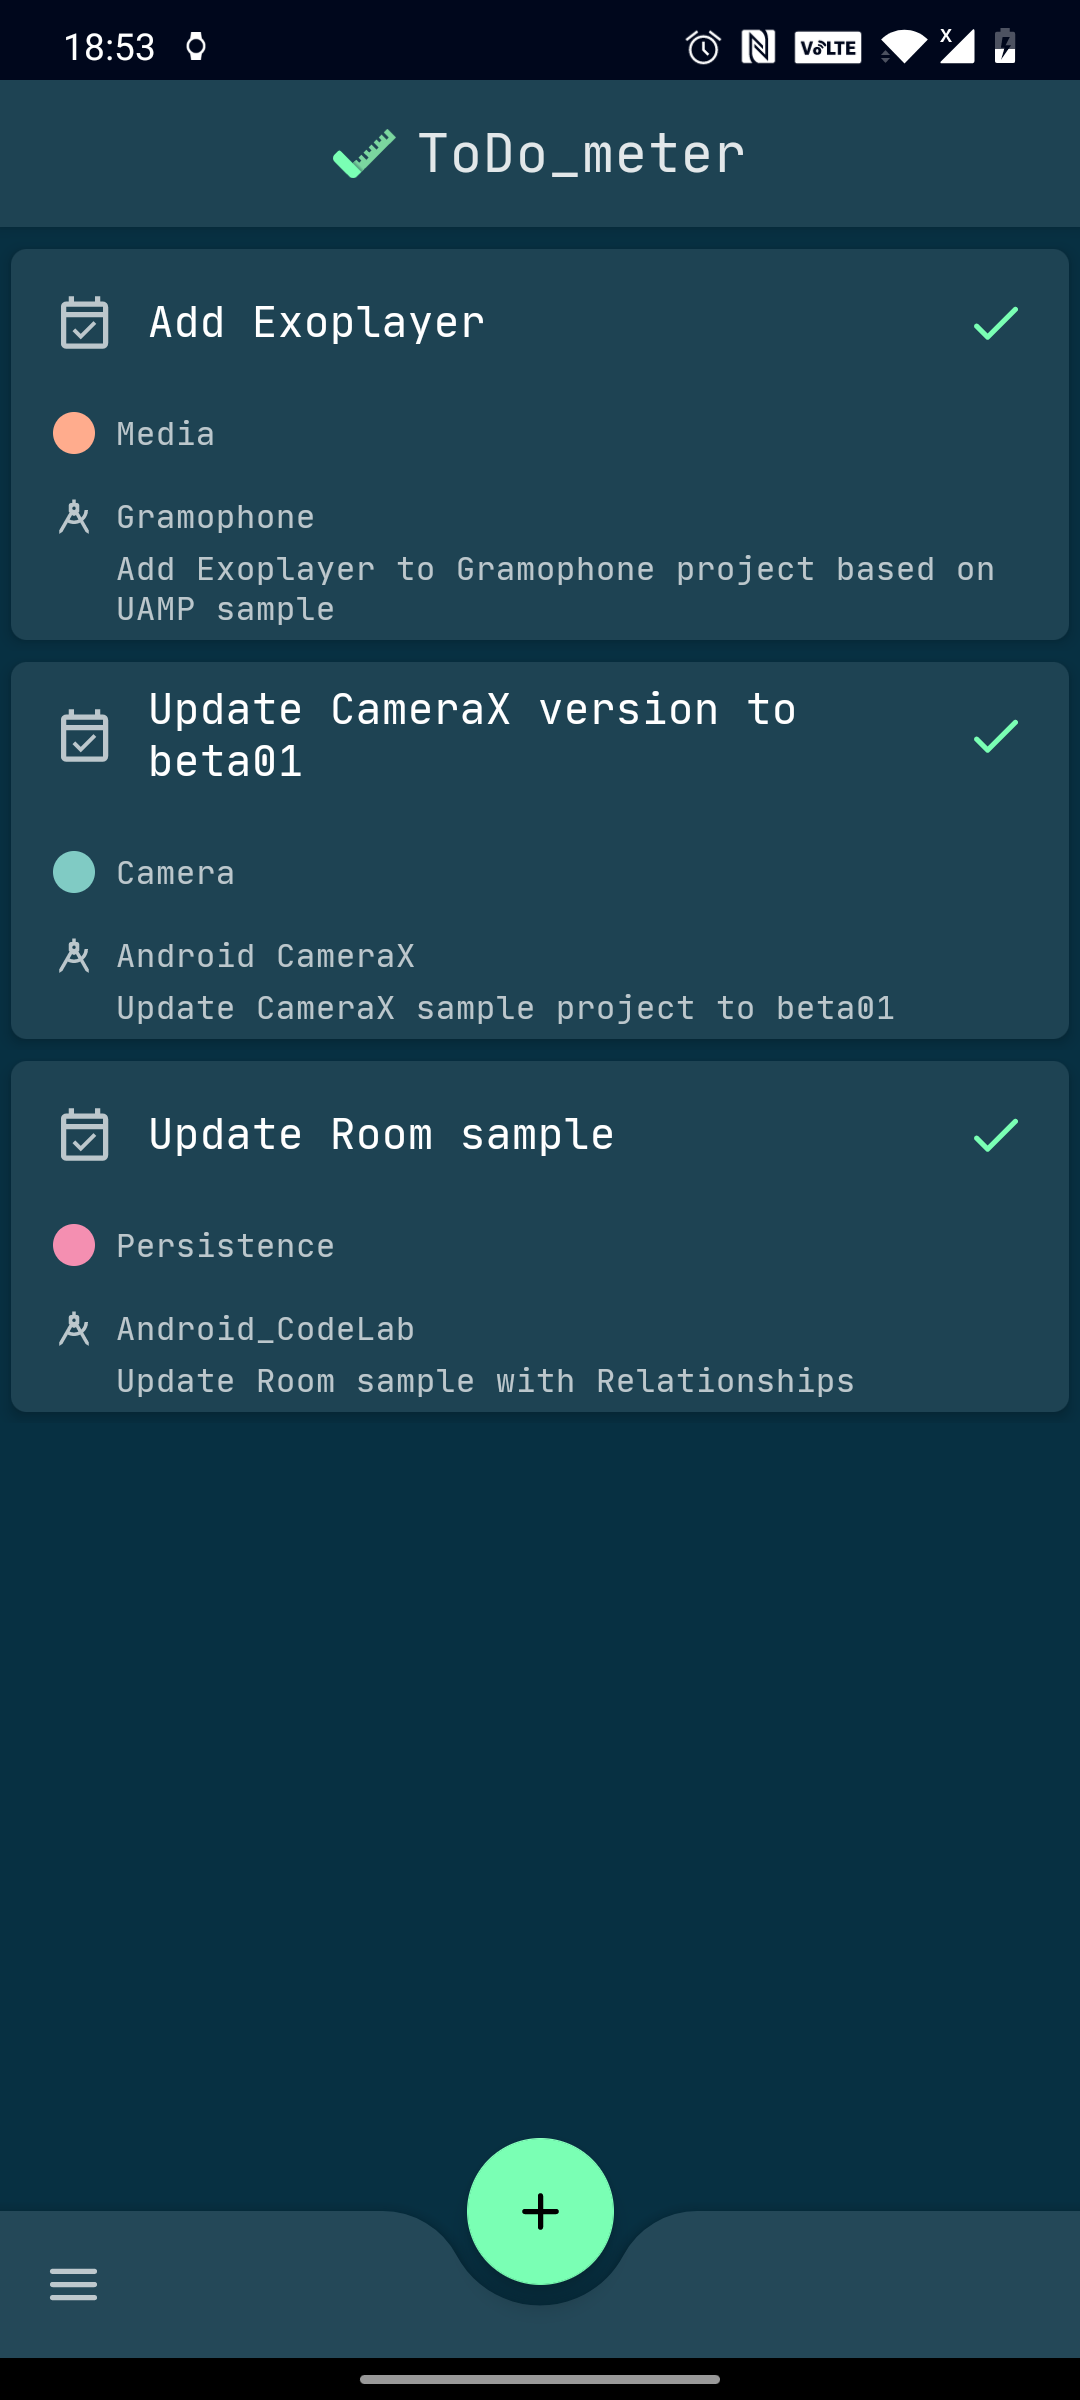 18:53
VoLTE
X
ToDo_meter
Add Exoplayer
Media
Gramophone
Add Exoplayer to Gramophone project based on
UAMP sample
Update CameraX version to
beta01
Camera
Android CameraX
Update CameraX sample project to beta01
Update Room sample
Persistence
Android_CodeLab
Update Room sample with Relationships